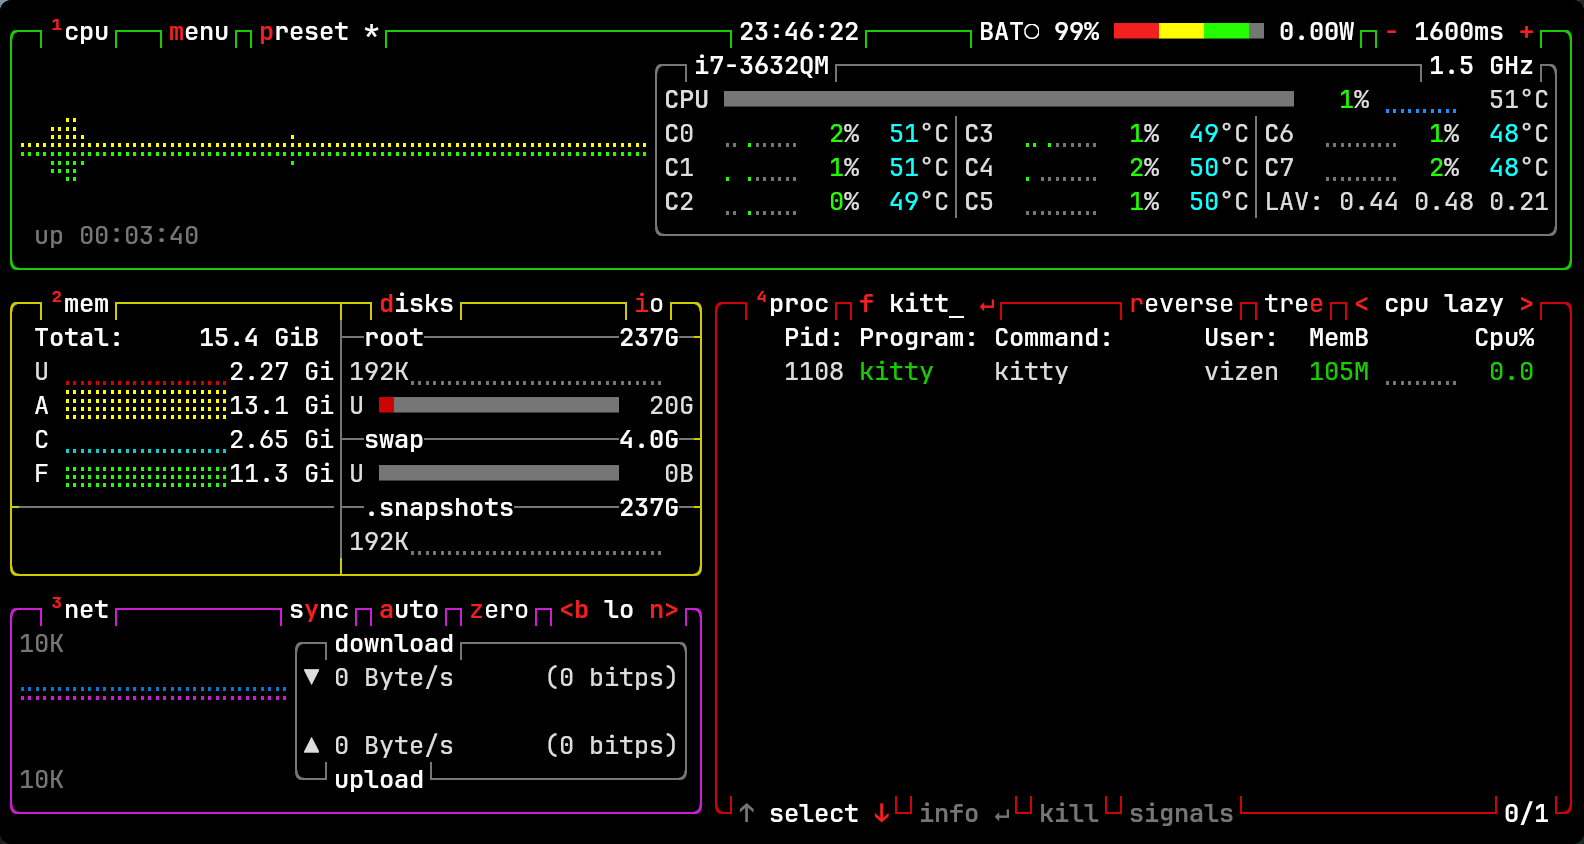 ¹cpu menu preset * 23:46:22 BAT○ 99% 0.00W - 1600ms +
i7-3632QM 1.5 GHz
CPU 1% 51°C
C0 2% 51°C C3 1% 49°C C6 1% 48°C
C1 1% 51°C C4 2% 50°C C7 2% 48°C
C2 0% 49°C C5 1% 50°C LAV: 0.44 0.48 0.21
up 00:03:40
²mem disks io
Total: 15.4 GiB root 237G
U 2.27 Gi 192K
A 13.1 Gi U 20G
C 2.65 Gi swap 4.0G
F 11.3 Gi U 0B
.snapshots 237G
192K
³net sync auto zero <b lo n>
10K download
▼ 0 Byte/s (0 bitps)
▲ 0 Byte/s (0 bitps)
10K upload
⁴proc f kitt_ ↵ reverse tree < cpu lazy >
Pid: Program: Command: User: MemB Cpu%
1108 kitty kitty vizen 105M 0.0
↑ select ↓ info ↵ kill signals 0/1